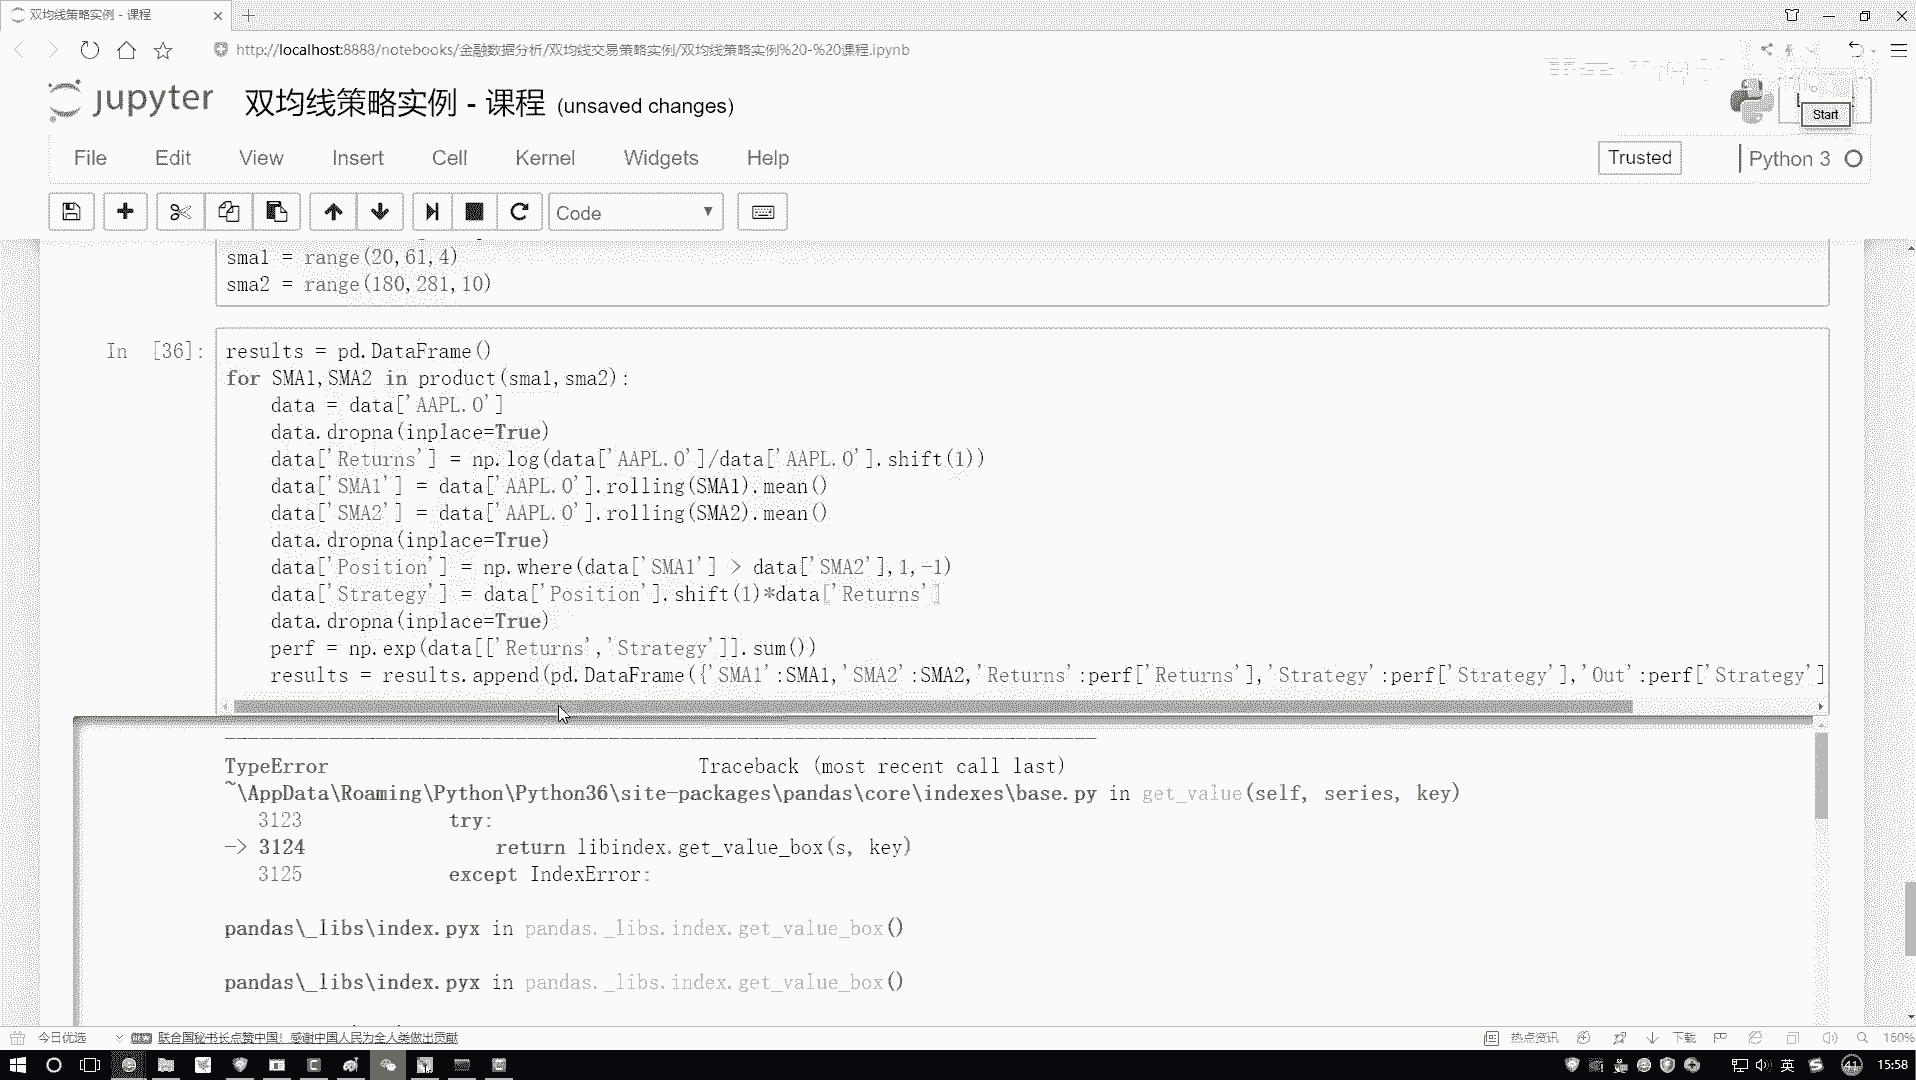 双均线策略实例 - 课程
http://localhost:8888/notebooks/金融数据分析/双均线交易策略实例/双均线策略实例%20-%20课程.ipynb
jupyter 双均线策略实例 - 课程 (unsaved changes)
Start
File Edit View Insert Cell Kernel Widgets Help
Trusted
Python 3
Code
sma1 = range(20,61,4)
sma2 = range(180,281,10)
In [36]:
results = pd.DataFrame()
for SMA1,SMA2 in product(sma1,sma2):
data = data['AAPL.O']
data.dropna(inplace=True)
data['Returns'] = np.log(data['AAPL.O']/data['AAPL.O'].shift(1))
data['SMA1'] = data['AAPL.O'].rolling(SMA1).mean()
data['SMA2'] = data['AAPL.O'].rolling(SMA2).mean()
data.dropna(inplace=True)
data['Position'] = np.where(data['SMA1'] > data['SMA2'],1,-1)
data['Strategy'] = data['Position'].shift(1)*data['Returns']
data.dropna(inplace=True)
perf = np.exp(data[['Returns','Strategy']].sum())
results = results.append(pd.DataFrame({'SMA1':SMA1,'SMA2':SMA2,'Returns':perf['Returns'],'Strategy':perf['Strategy'],'Out':perf['Strategy']
TypeError Traceback (most recent call last)
~\AppData\Roaming\Python\Python36\site-packages\pandas\core\indexes\base.py in get_value(self, series, key)
3123 try:
-> 3124 return libindex.get_value_box(s, key)
3125 except IndexError:
pandas\_libs\index.pyx in pandas._libs.index.get_value_box()
pandas\_libs\index.pyx in pandas._libs.index.get_value_box()
今日优选
联合国秘书长点赞中国！感谢中国人民为全人类做出贡献
热点资讯
下载
160%
英
41
15:58